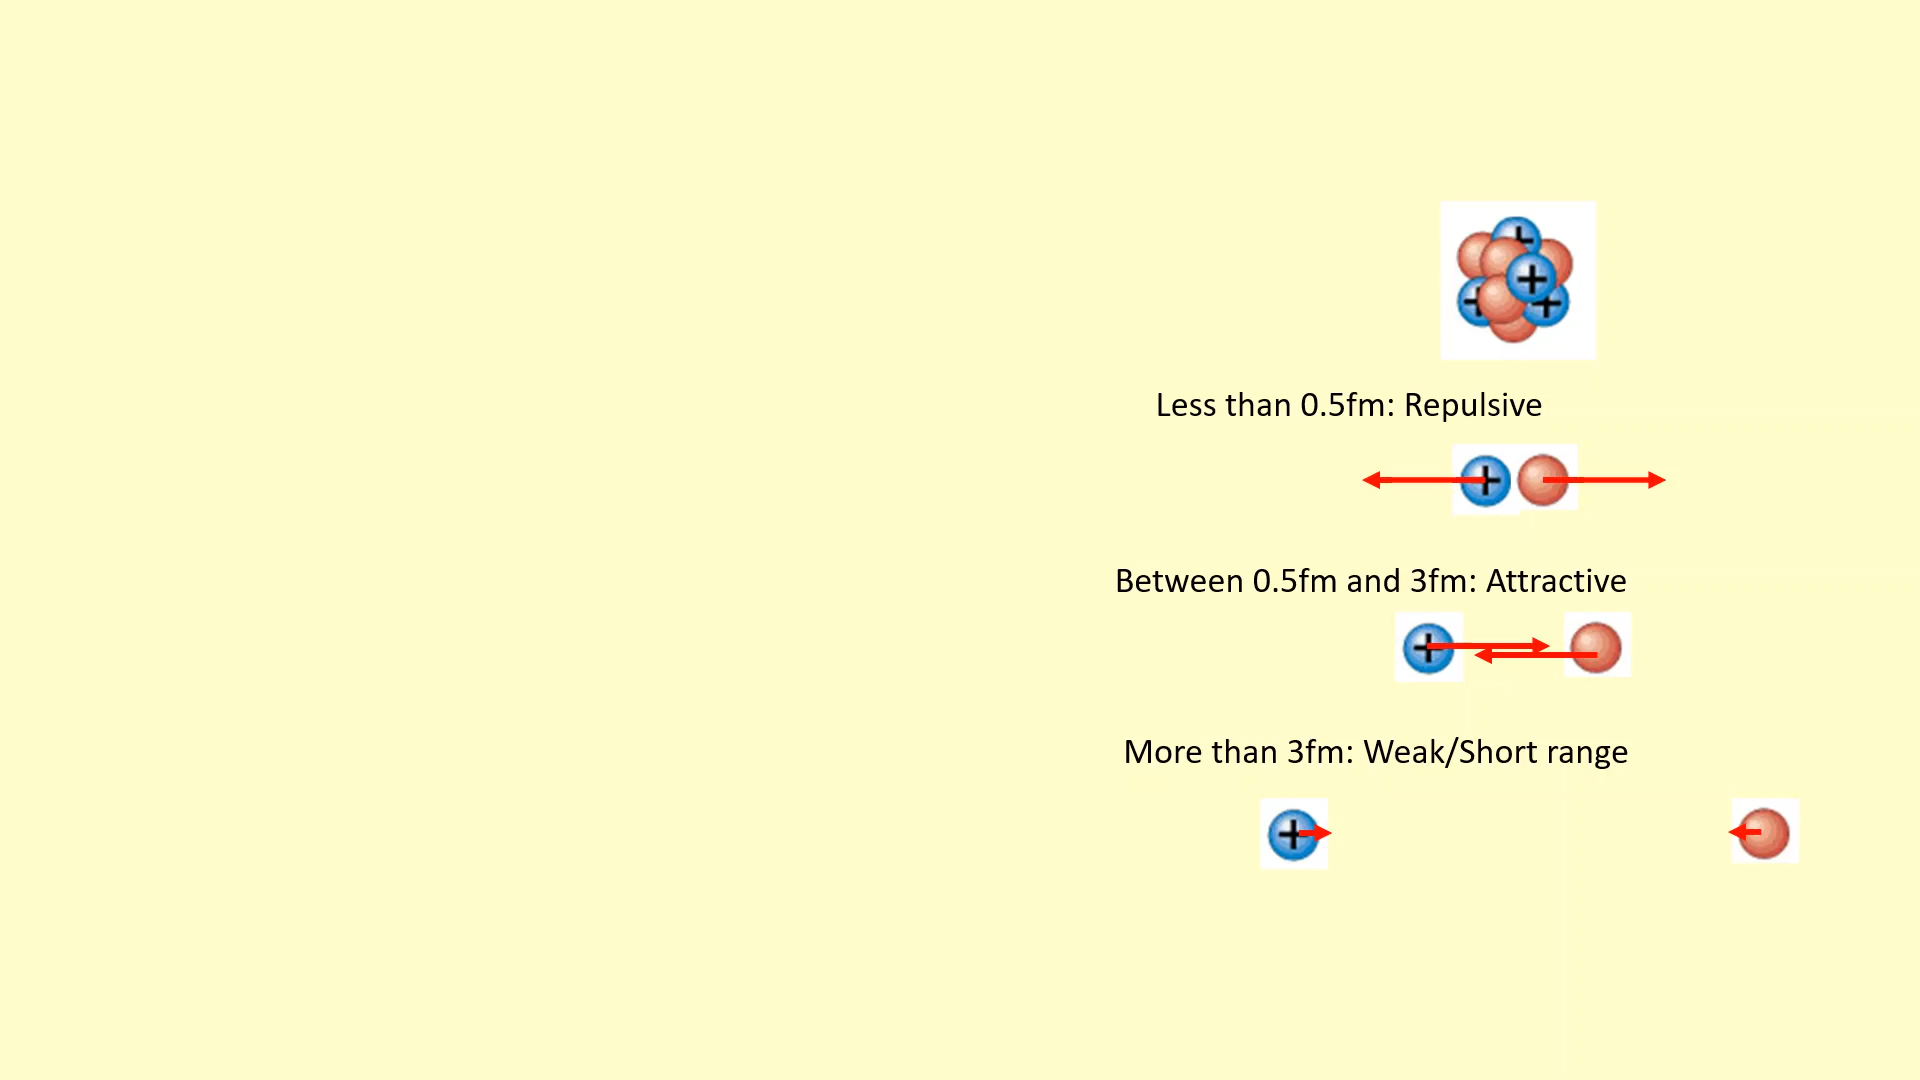 Less than 0.5fm: Repulsive
Between 0.5fm and 3fm: Attractive
More than 3fm: Weak/Short range